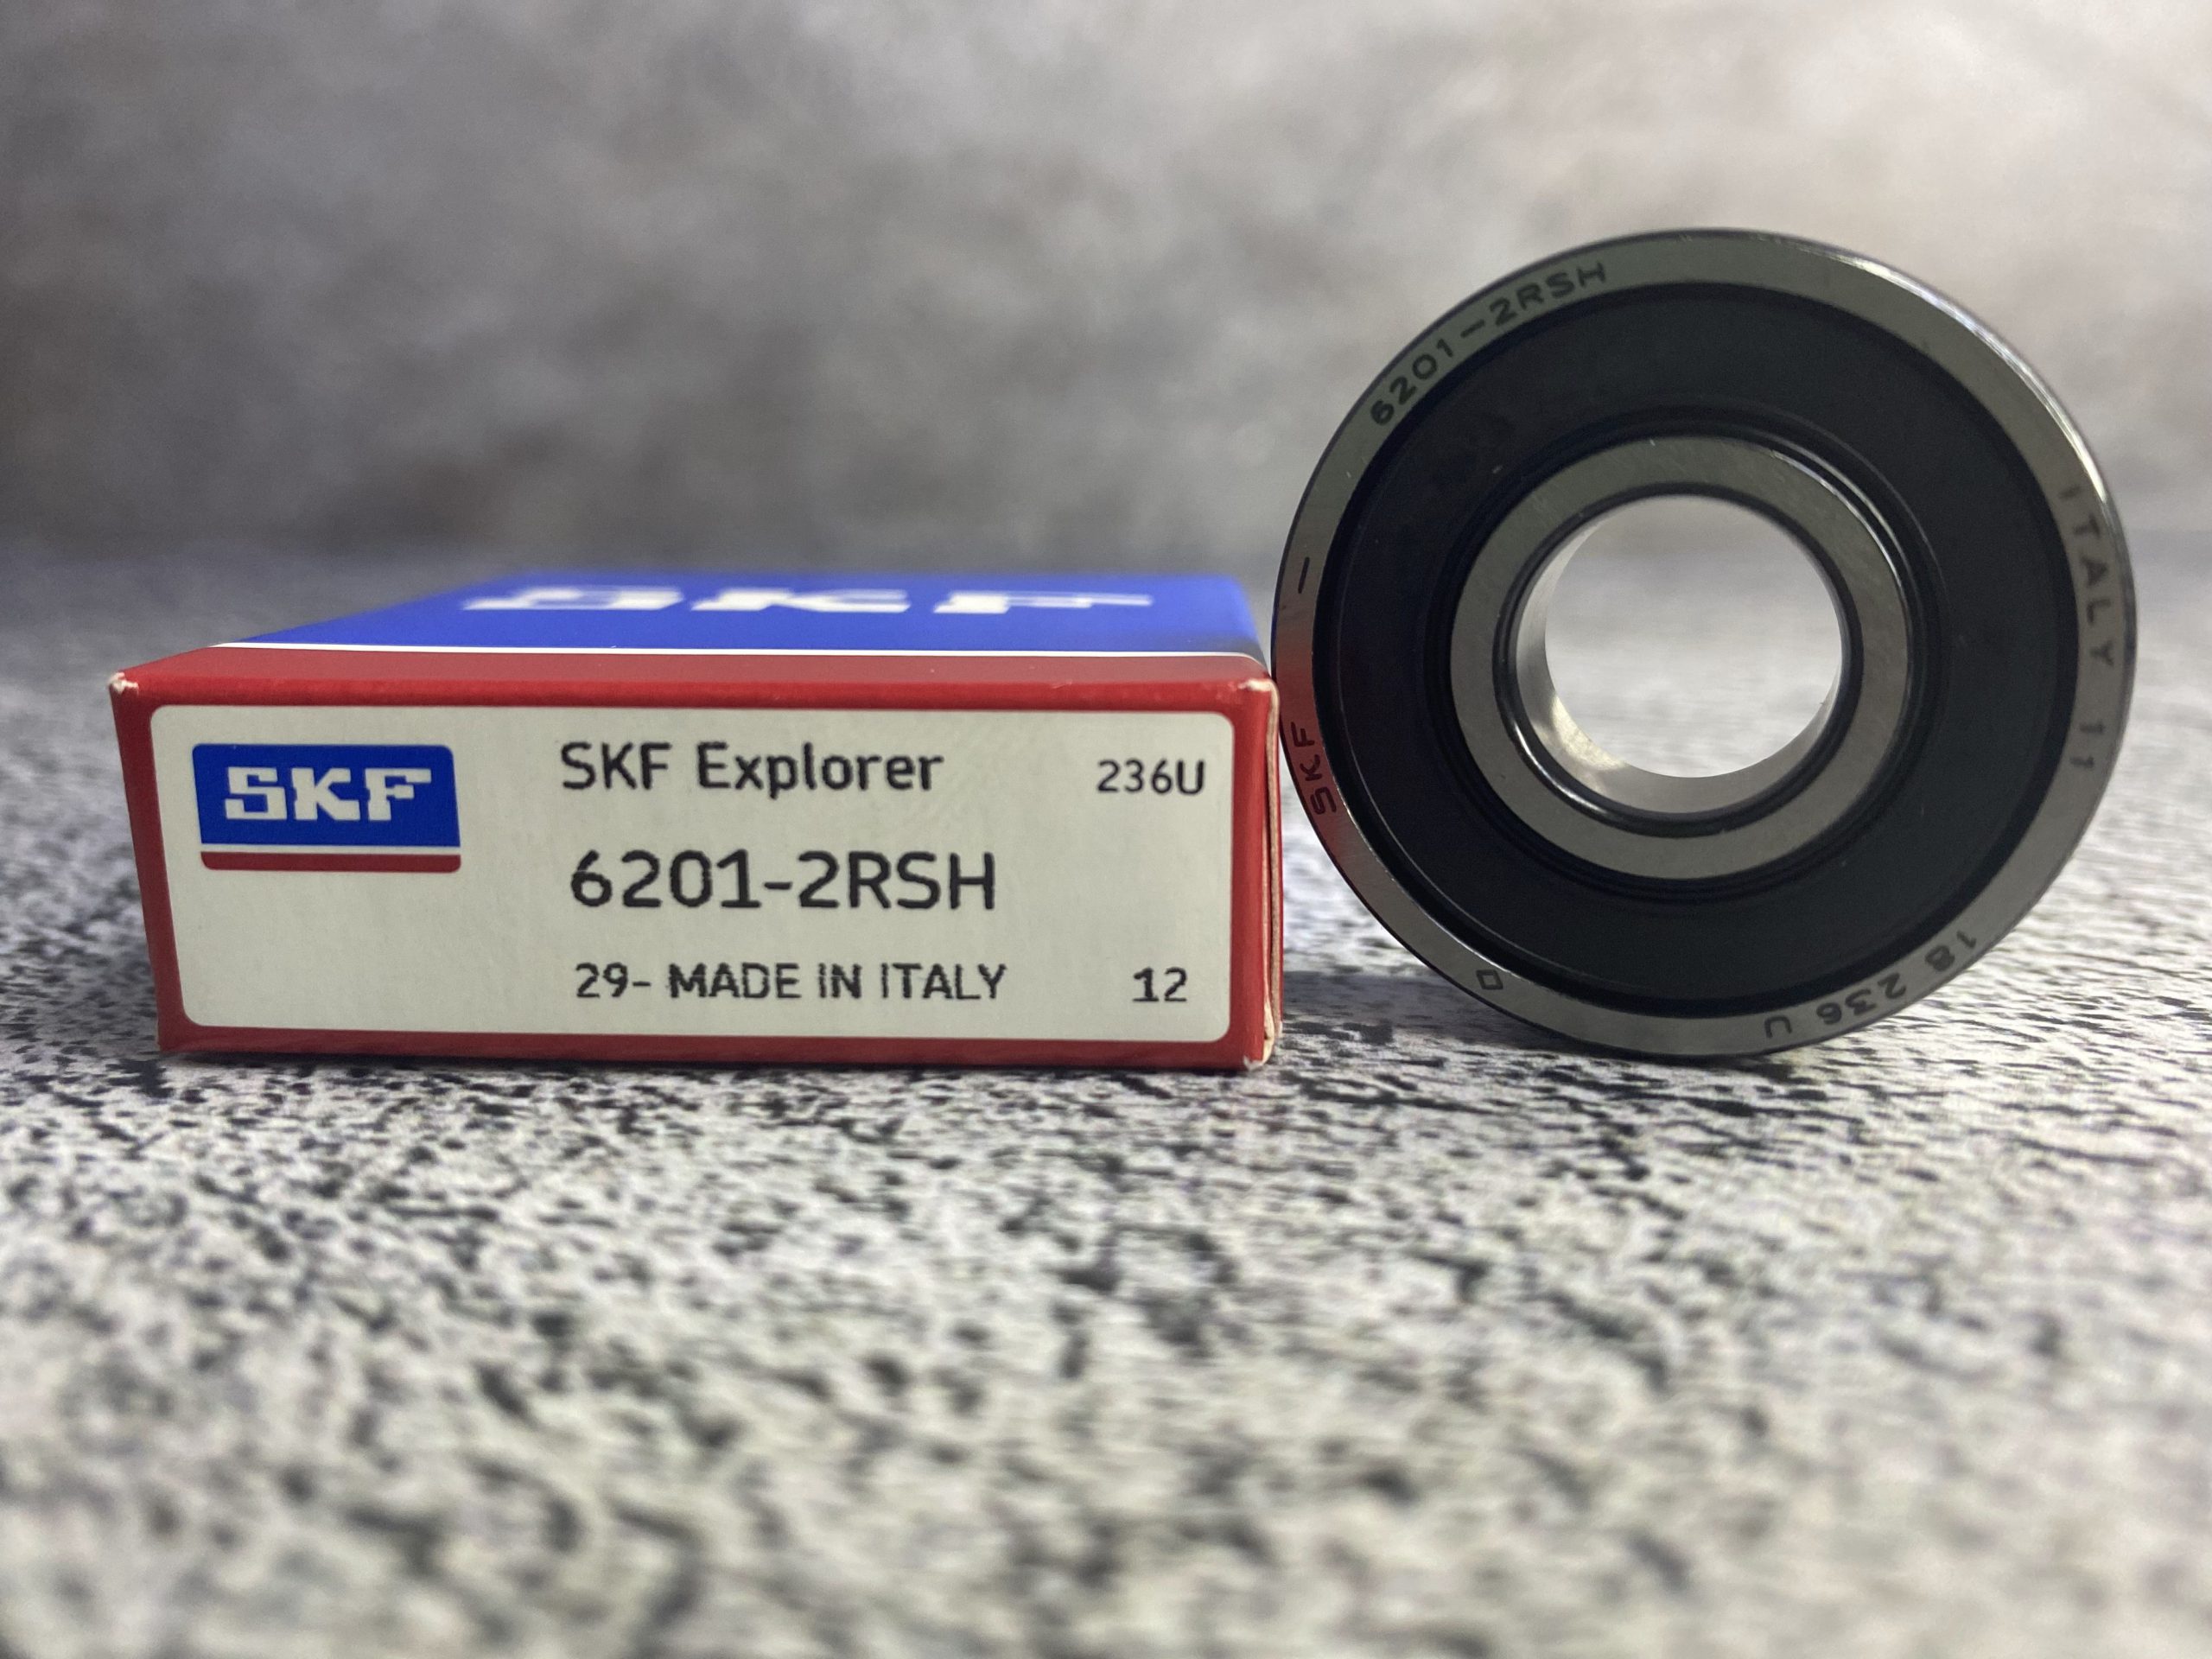 SKF
SKF
SKF Explorer
236U
6201-2RSH
29- MADE IN ITALY
12
6201-2RSH
ITALY 11
18 236 U
SKF -